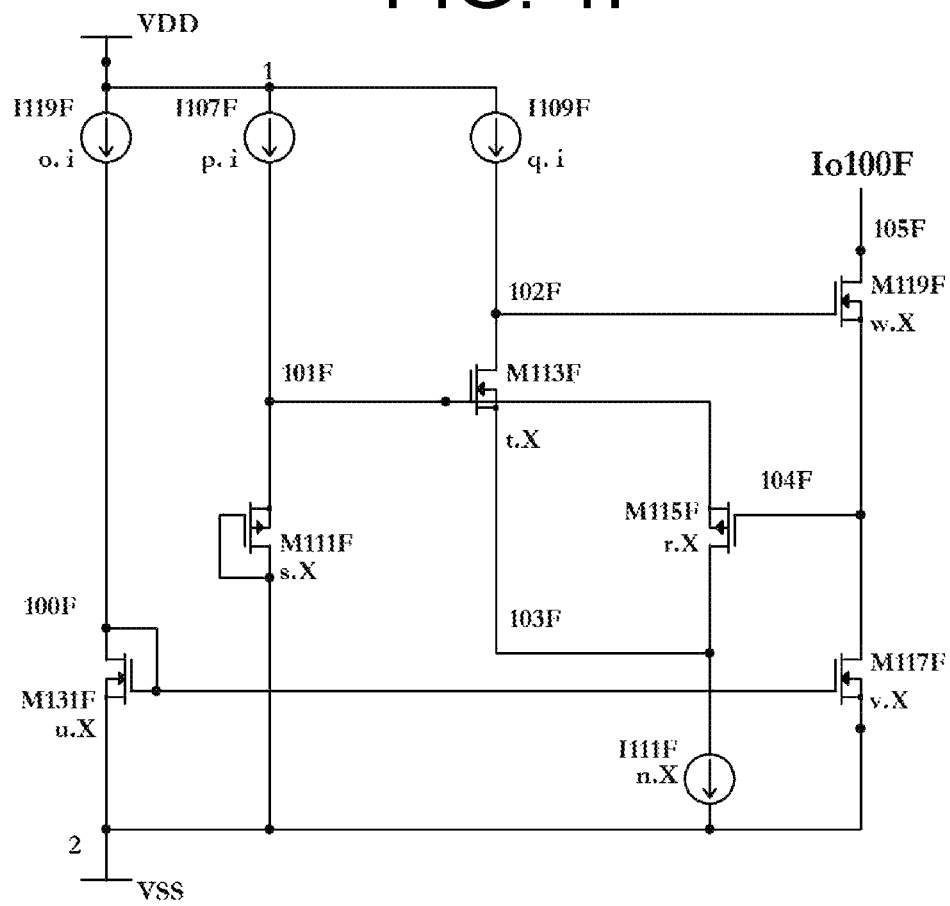 VDD
1
I119F
I107F
I109F
o.i
p.i
q.i
Io100F
105F
102F
M119F
w.X
101F
M113F
t.X
104F
M115F
r.X
M111F
s.X
100F
103F
M117F
v.X
M131F
u.X
I111F
n.X
2
VSS